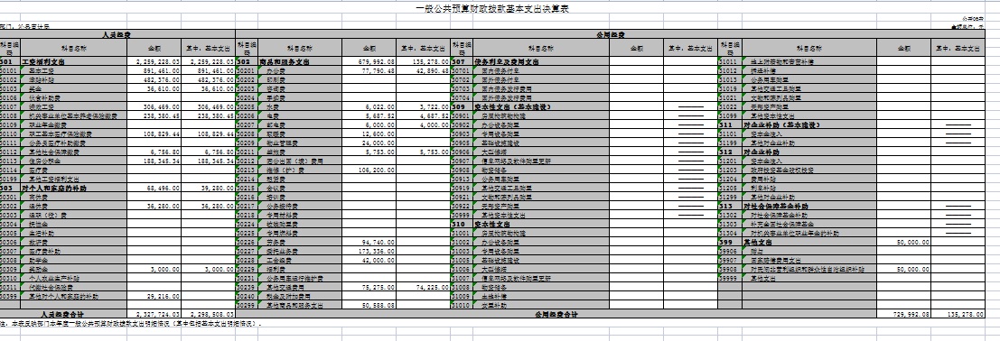 一般公共预算财政拨款基本支出决算表
公开06表
金额单位：元
人员经费 公用经费
科目编码 科目名称 金额 其中：基本支出 科目编码 科目名称 金额 其中：基本支出 科目编码 科目名称 金额 其中：基本支出 科目编码 科目名称 金额 其中：基本支出
301 工资福利支出 2,259,228.03 2,259,228.03 302 商品和服务支出 679,992.08 135,278.00 307 债务利息及费用支出 31011 地上附着物和青苗补偿
30101 基本工资 891,461.00 891,461.00 30201 办公费 77,790.48 42,890.48 30701 国内债务付息 31012 拆迁补偿
30102 津贴补贴 482,376.00 482,376.00 30202 印刷费 30702 国外债务付息 31013 公务用车购置
30103 奖金 36,610.00 36,610.00 30203 咨询费 30703 国内债务发行费用 31019 其他交通工具购置
30106 伙食补助费 30204 手续费 30704 国外债务发行费用 31021 文物和陈列品购置
30107 绩效工资 306,469.00 306,469.00 30205 水费 6,022.00 3,722.00 309 资本性支出（基本建设） —— 31022 无形资产购置
30108 机关事业单位基本养老保险缴费 238,380.45 238,380.45 30206 电费 5,687.52 4,687.52 30901 房屋建筑物购建 —— 31099 其他资本性支出
30109 职业年金缴费 30207 邮电费 6,000.00 4,000.00 30902 办公设备购置 —— 311 对企业补助（基本建设） ——
30110 职工基本医疗保险缴费 108,829.44 108,829.44 30208 取暖费 12,600.00 30903 专用设备购置 —— 31101 资本金注入 ——
30111 公务员医疗补助缴费 30209 物业管理费 24,000.00 30905 基础设施建设 —— 31199 其他对企业补助 ——
30112 其他社会保障缴费 6,756.80 6,756.80 30211 差旅费 5,753.00 5,753.00 30906 大型修缮 —— 312 对企业补助
30113 住房公积金 188,345.34 188,345.34 30212 因公出国（境）费用 30907 信息网络及软件购置更新 —— 31201 资本金注入
30114 医疗费 30213 维修（护）费 106,200.00 30908 物资储备 —— 31203 政府投资基金股权投资
30199 其他工资福利支出 30214 租赁费 30913 公务用车购置 —— 31204 费用补贴
303 对个人和家庭的补助 68,496.00 39,280.00 30215 会议费 30919 其他交通工具购置 —— 31205 利息补贴
30301 离休费 30216 培训费 30921 文物和陈列品购置 —— 31299 其他对企业补助
30302 退休费 36,280.00 36,280.00 30217 公务接待费 30922 无形资产购置 —— 313 对社会保障基金补助 ——
30303 退职（役）费 30218 专用材料费 30999 其他资本性支出 —— 31302 对社会保险基金补助 ——
30304 抚恤金 30224 被装购置费 310 资本性支出 31303 补充全国社会保障基金 ——
30305 生活补助 30225 专用燃料费 31001 房屋建筑物购建 31304 对机关事业单位职业年金的补助 ——
30306 救济费 30226 劳务费 94,740.00 31002 办公设备购置 399 其他支出 50,000.00
30307 医疗费补助 30227 委托业务费 173,336.00 31003 专用设备购置 39906 赠与
30308 助学金 30228 工会经费 42,000.00 31005 基础设施建设 39907 国家赔偿费用支出
30309 奖励金 3,000.00 3,000.00 30229 福利费 31006 大型修缮 39908 对民间非营利组织和群众性自治组织补贴 50,000.00
30310 个人农业生产补贴 30231 公务用车运行维护费 31007 信息网络及软件购置更新 39999 其他支出
30311 代缴社会保险费 30239 其他交通费用 75,275.00 74,225.00 31008 物资储备
30399 其他对个人和家庭的补助 29,216.00 30240 税金及附加费用 31009 土地补偿
30299 其他商品和服务支出 50,588.08 31010 安置补助
人员经费合计 2,327,724.03 2,298,508.03 公用经费合计 729,992.08 135,278.00
注：本表反映部门本年度一般公共预算财政拨款支出明细情况（其中包括基本支出明细情况）。